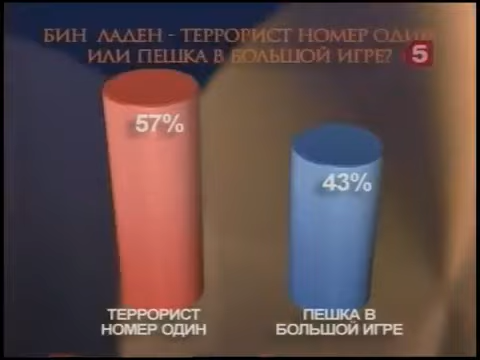 БИН ЛАДЕН - ТЕРРОРИСТ НОМЕР ОДИН
ИЛИ ПЕШКА В БОЛЬШОЙ ИГРЕ?
5
57%
43%
ТЕРРОРИСТ
НОМЕР ОДИН
ПЕШКА В
БОЛЬШОЙ ИГРЕ